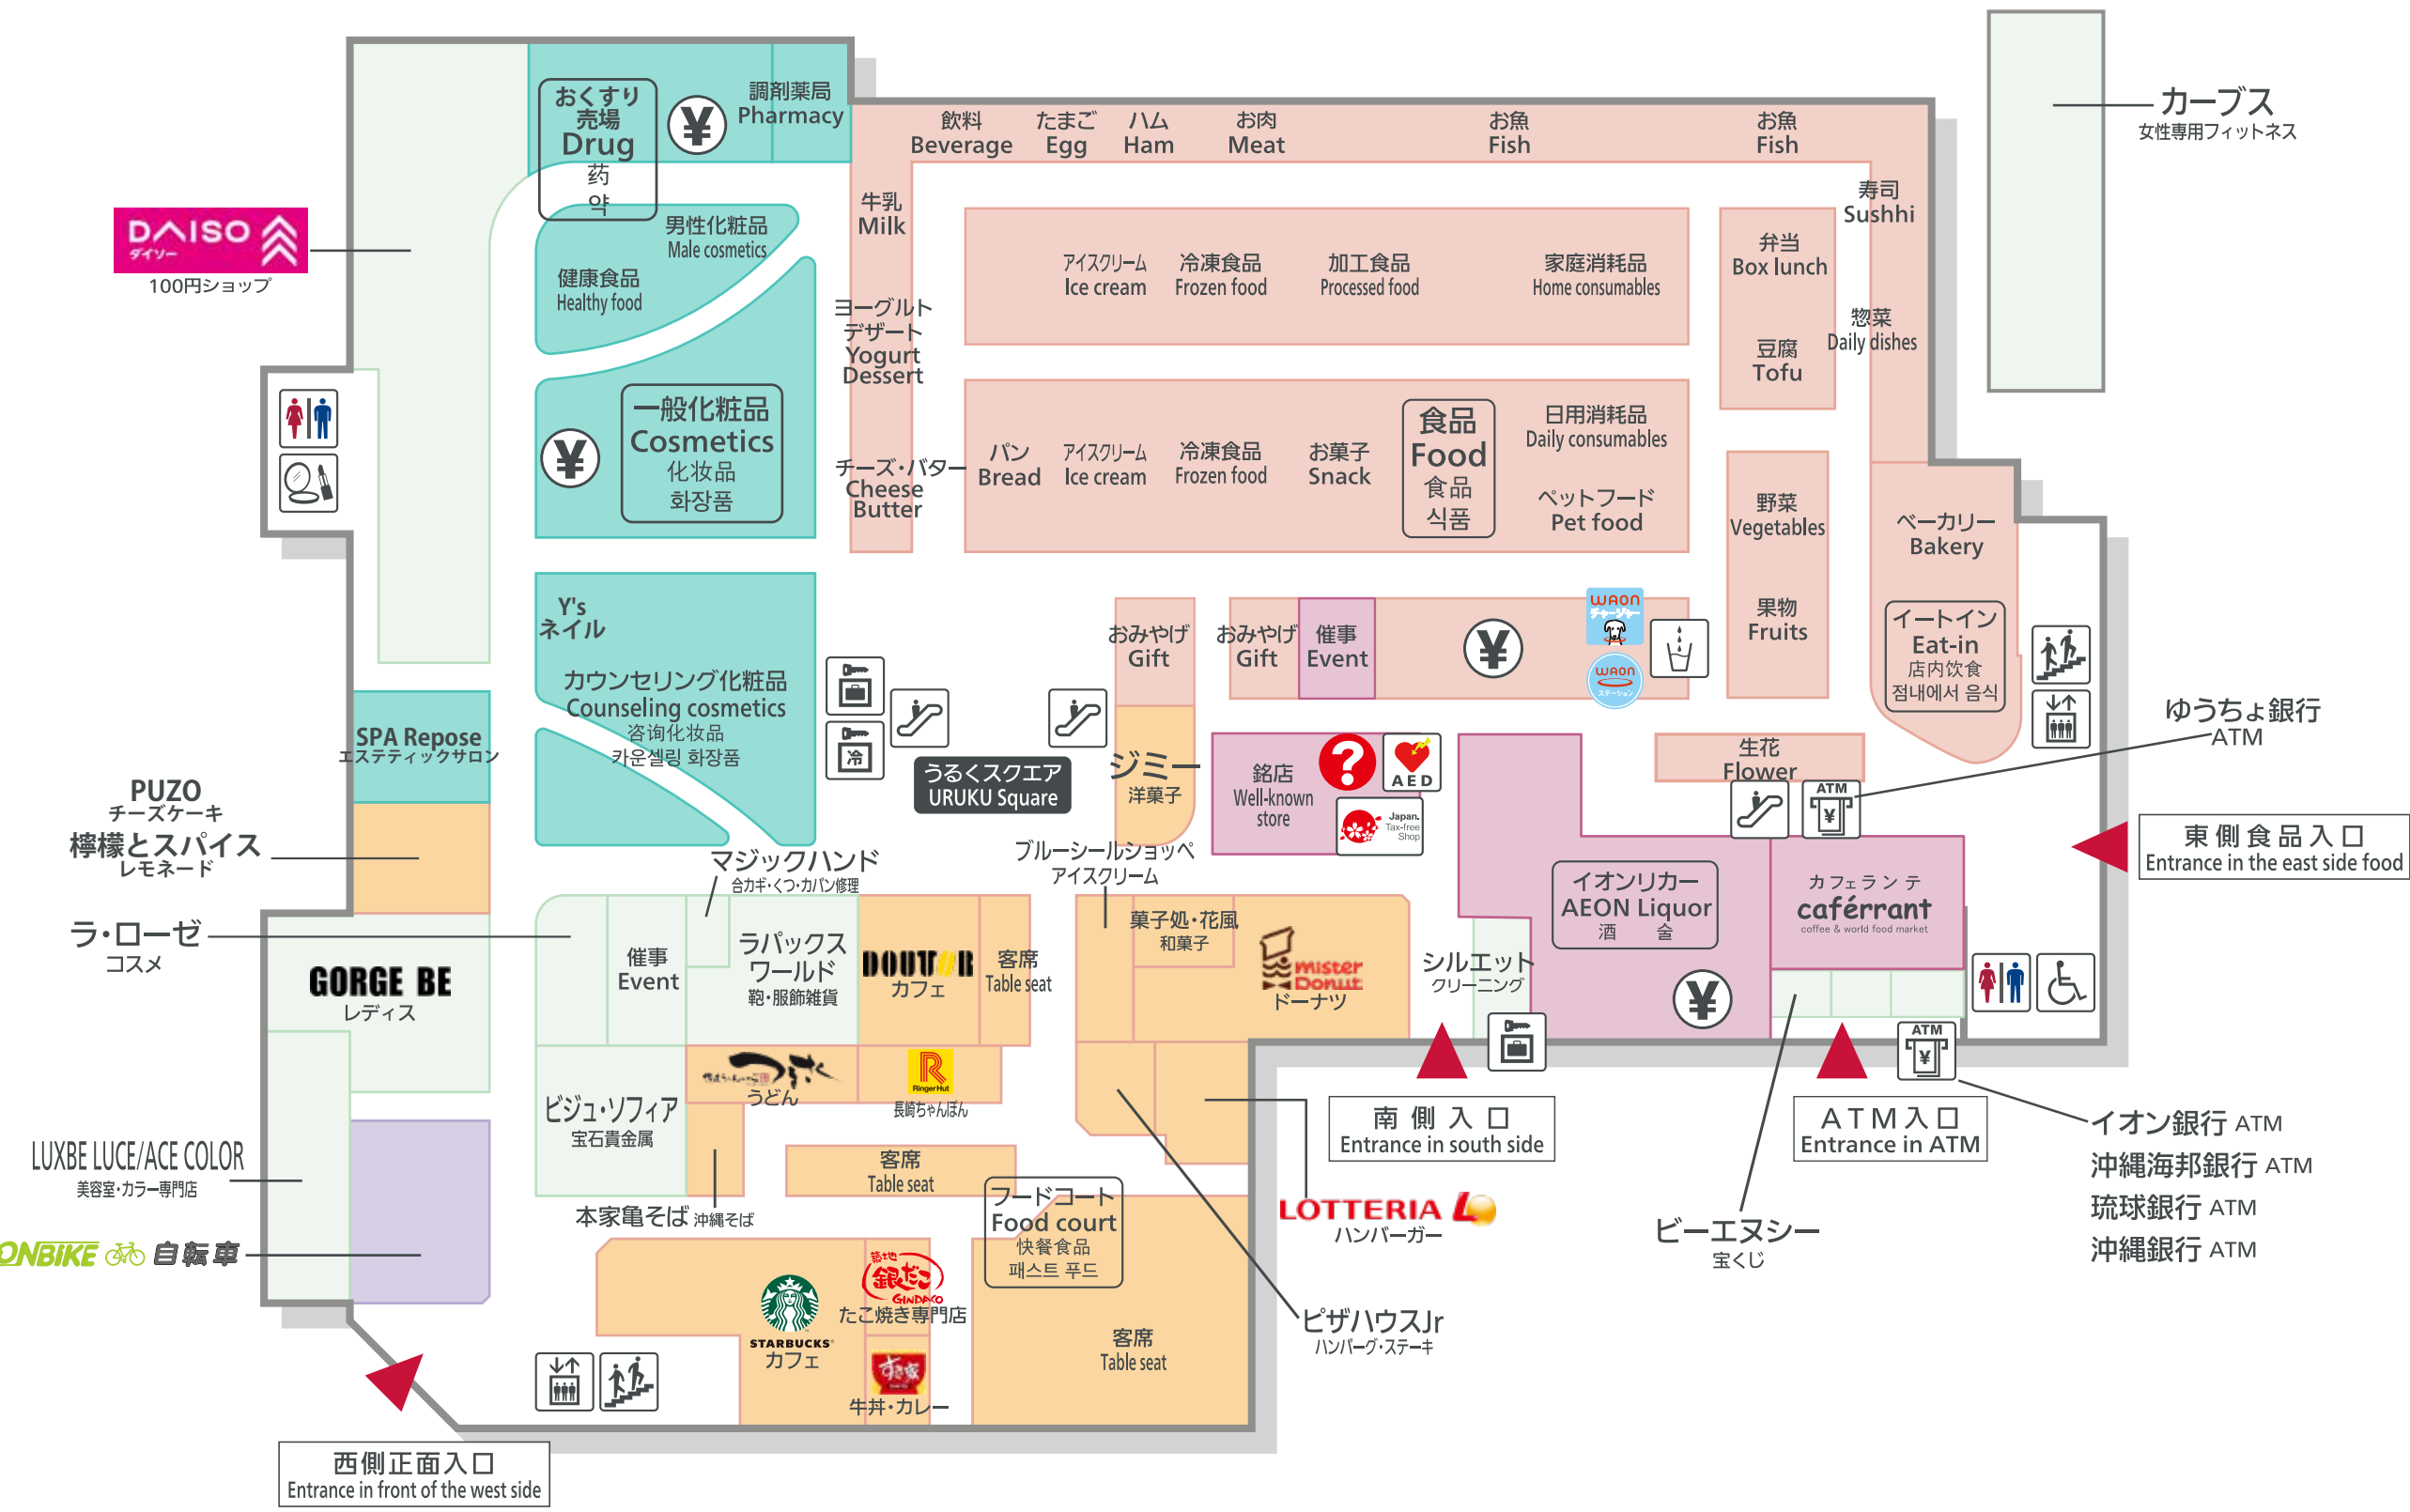 カーブス
女性専用フィットネス
おくすり
売場
Drug
药
약
調剤薬局
Pharmacy
飲料
Beverage
たまご
Egg
ハム
Ham
お肉
Meat
お魚
Fish
お魚
Fish
DAISO
ダイソー
100円ショップ
男性化粧品
Male cosmetics
健康食品
Healthy food
牛乳
Milk
ヨーグルト
デザート
Yogurt
Dessert
チーズ・バター
Cheese
Butter
アイスクリーム
Ice cream
冷凍食品
Frozen food
加工食品
Processed food
家庭消耗品
Home consumables
弁当
Box lunch
豆腐
Tofu
寿司
Sushhi
惣菜
Daily dishes
一般化粧品
Cosmetics
化妆品
화장품
パン
Bread
アイスクリーム
Ice cream
冷凍食品
Frozen food
お菓子
Snack
食品
Food
食品
식품
日用消耗品
Daily consumables
ペットフード
Pet food
野菜
Vegetables
果物
Fruits
ベーカリー
Bakery
イートイン
Eat-in
店内饮食
점내에서 음식
Y's
ネイル
カウンセリング化粧品
Counseling cosmetics
咨询化妆品
카운셀링 화장품
冷
うるくスクエア
URUKU Square
おみやげ
Gift
おみやげ
Gift
催事
Event
WAON
チャージャー
WAON
ステーション
ジミー
洋菓子
銘店
Well-known
store
AED
Japan.
Tax-free
Shop
生花
Flower
ATM
ゆうちょ銀行
ATM
東側食品入口
Entrance in the east side food
SPA Repose
エステティックサロン
PUZO
チーズケーキ
檸檬とスパイス
レモネード
ラ・ローゼ
コスメ
GORGE BE
レディス
マジックハンド
合カギ・くつ・カバン修理
催事
Event
ラパックス
ワールド
鞄・服飾雑貨
DOUTOR
カフェ
客席
Table seat
ブルーシールショッペ
アイスクリーム
菓子処・花風
和菓子
mister
Donut
ドーナツ
シルエット
クリーニング
イオンリカー
AEON Liquor
酒 술
カフェランテ
caférrant
coffee & world food market
ATM
ビジュ・ソフィア
宝石貴金属
うどん
RingerHut
長崎ちゃんぽん
客席
Table seat
本家亀そば 沖縄そば
フードコート
Food court
快餐食品
패스트 푸드
南側入口
Entrance in south side
ATM入口
Entrance in ATM
イオン銀行 ATM
沖縄海邦銀行 ATM
琉球銀行 ATM
沖縄銀行 ATM
LUXBE LUCE/ACE COLOR
美容室・カラー専門店
ONBIKE 自転車
LOTTERIA
ハンバーガー
ビーエヌシー
宝くじ
STARBUCKS
カフェ
築地
銀だこ
GINDACO
たこ焼き専門店
すき家
牛丼・カレー
客席
Table seat
ピザハウスJr
ハンバーグ・ステーキ
西側正面入口
Entrance in front of the west side